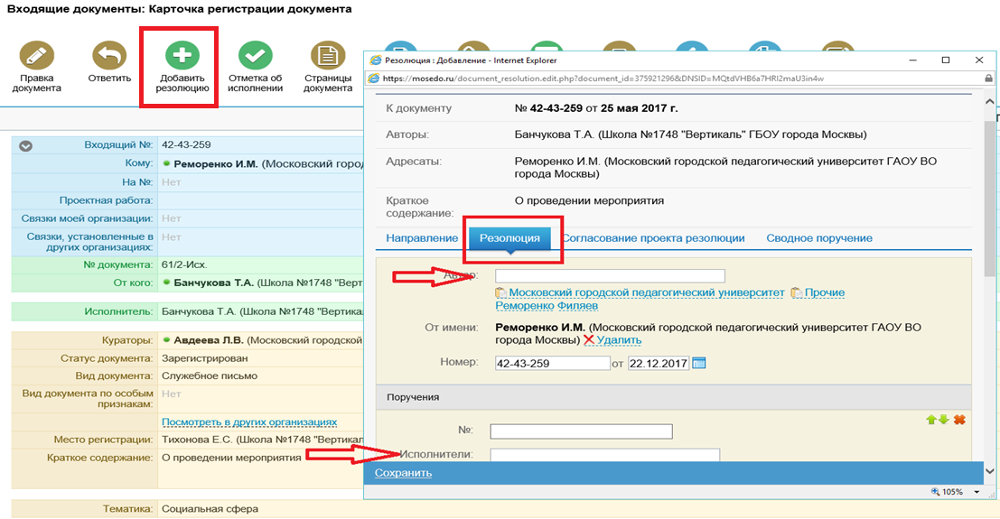 Входящие документы: Карточка регистрации документа
Правка
документа
Ответить
Добавить
резолюцию
Отметка об
исполнении
Страницы
документа
Входящий №: 42-43-259
Кому: Реморенко И.М. (Московский город
На №: Нет
Проектная работа:
Связки моей организации: Нет
Связки, установленные в
других организациях: Нет
№ документа: 61/2-Исх.
От кого: Банчукова Т.А. (Школа №1748 "Верт
Исполнитель: Банчукова Т.А. (Школа №1748 "Вертика
Кураторы: Авдеева Л.В. (Московский городской
Статус документа: Зарегистрирован
Вид документа: Служебное письмо
Вид документа по особым
признакам: Нет
Посмотреть в других организациях
Место регистрации: Тихонова Е.С. (Школа №1748 "Вертикал
Краткое содержание: О проведении мероприятия
Тематика: Социальная сфера
Резолюция : Добавление - Internet Explorer
https://mosedo.ru/document_resolution.edit.php?document_id=375921296&DNSID=MQtdVHB6a7HRl2maU3in4w
К документу № 42-43-259 от 25 мая 2017 г.
Авторы: Банчукова Т.А. (Школа №1748 "Вертикаль" ГБОУ города Москвы)
Адресаты: Реморенко И.М. (Московский городской педагогический университет ГАОУ ВО
города Москвы)
Краткое
содержание: О проведении мероприятия
Направление Резолюция Согласование проекта резолюции Сводное поручение
Автор:
Московский городской педагогический университет Прочие
Реморенко Филяев
От имени: Реморенко И.М. (Московский городской педагогический университет ГАОУ ВО
города Москвы) Удалить
Номер: 42-43-259 от 22.12.2017
Поручения
№:
Исполнители:
Сохранить
105%